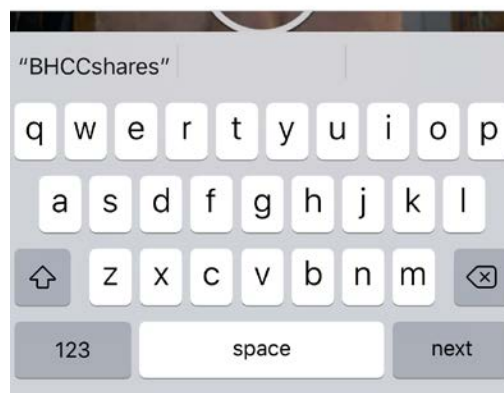 “BHCCshares”
q w e r t y u i o p
a s d f g h j k l
z x c v b n m
123 space next